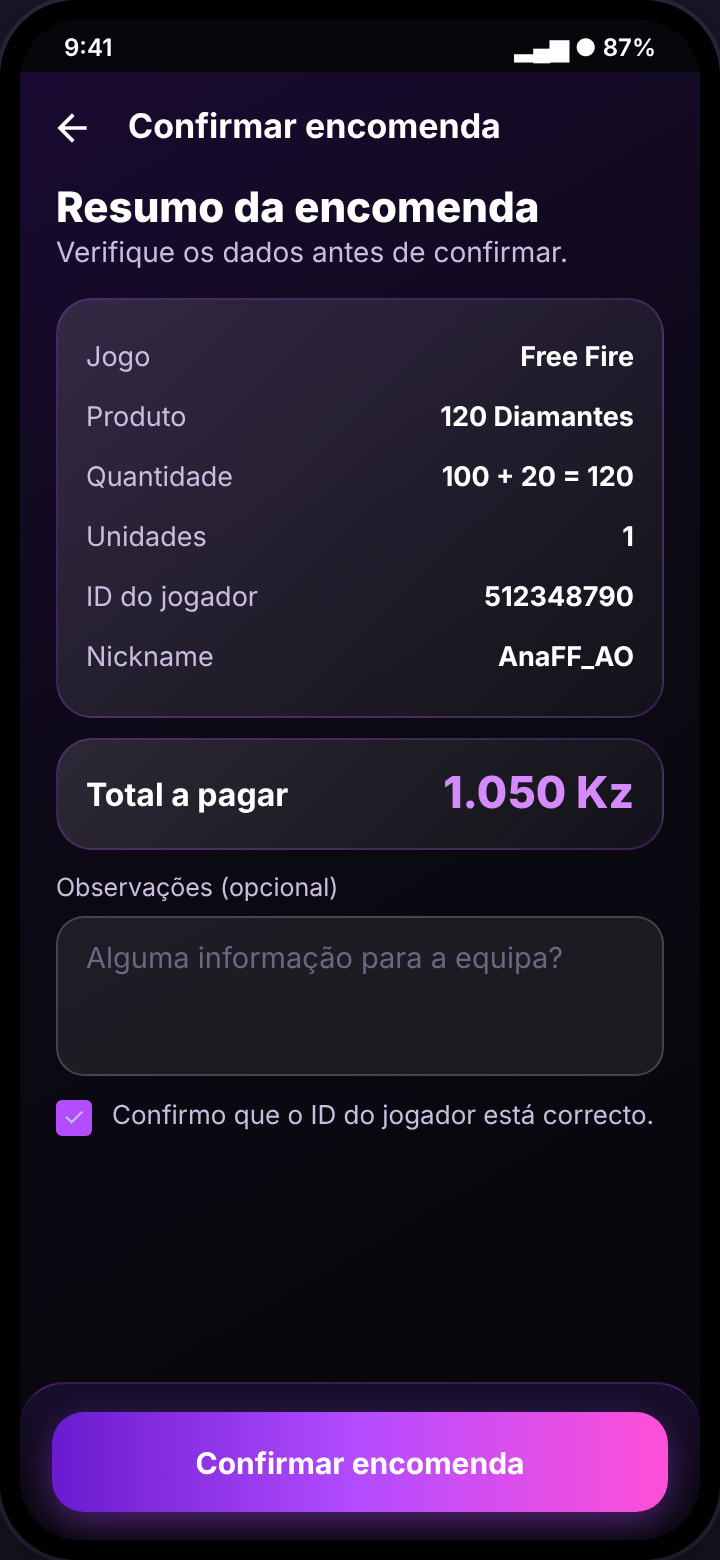 9:41
87%
Confirmar encomenda
Resumo da encomenda
Verifique os dados antes de confirmar.
Jogo Free Fire
Produto 120 Diamantes
Quantidade 100 + 20 = 120
Unidades 1
ID do jogador 512348790
Nickname AnaFF_AO
Total a pagar 1.050 Kz
Observações (opcional)
Alguma informação para a equipa?
Confirmo que o ID do jogador está correcto.
Confirmar encomenda